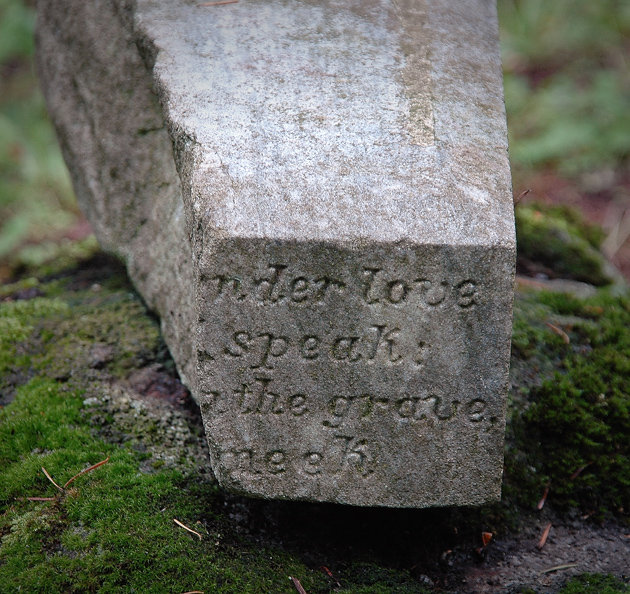 nder love
speak;
the grave.
meek